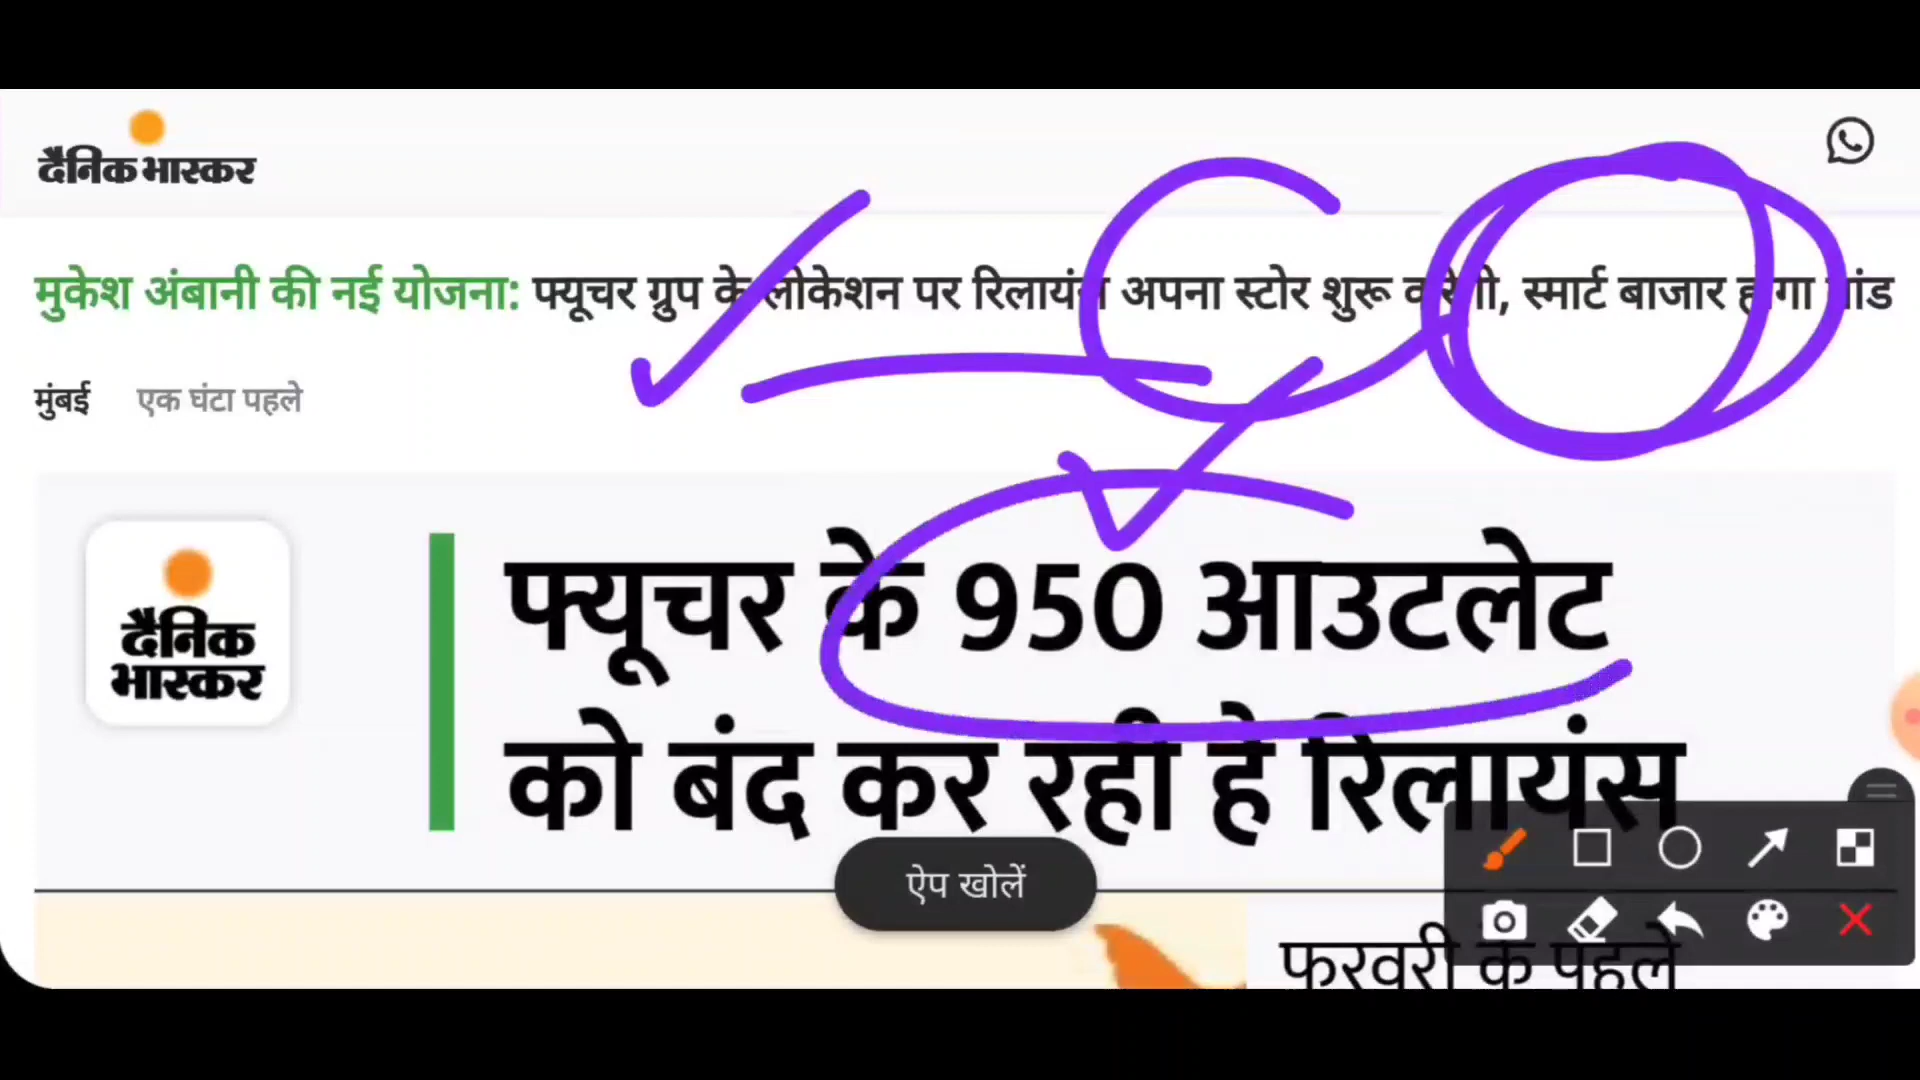 दैनिक भास्कर
मुकेश अंबानी की नई योजना: फ्यूचर ग्रुप के लोकेशन पर रिलायंस अपना स्टोर शुरू करेगी, स्मार्ट बाजार होगा ब्रांड
मुंबई एक घंटा पहले
दैनिक
भास्कर
फ्यूचर के 950 आउटलेट
को बंद कर रही है रिलायंस
ऐप खोलें
फरवरी के पहले